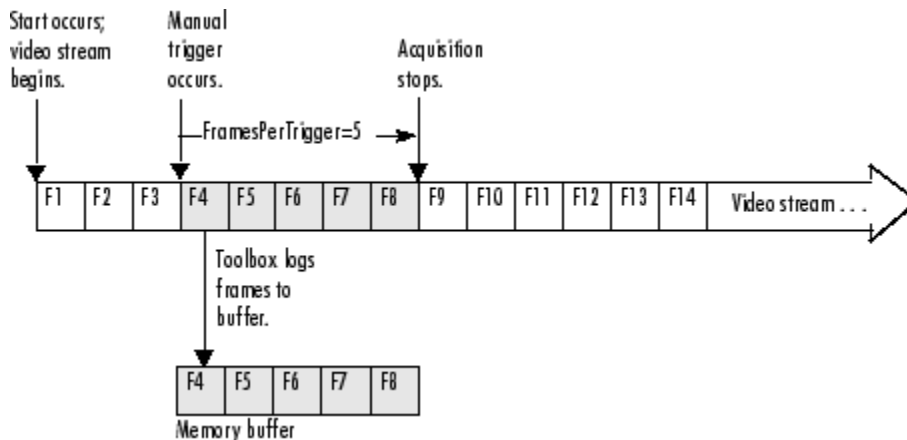 Start occurs;
video stream
begins.
Manual
trigger
occurs.
Acquisition
stops.
FramesPerTrigger=5
F1 F2 F3 F4 F5 F6 F7 F8 F9 F10 F11 F12 F13 F14 Video stream . . .
Toolbox logs
frames to
buffer.
F4 F5 F6 F7 F8
Memory buffer